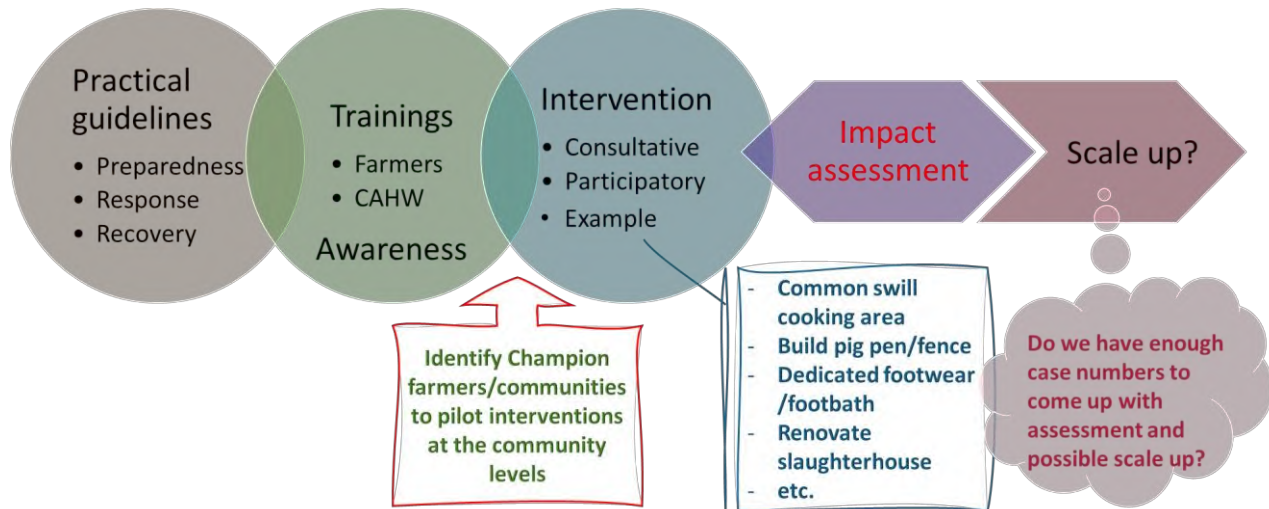 Practical
guidelines
• Preparedness
• Response
• Recovery
Trainings
• Farmers
• CAHW
Awareness
Intervention
• Consultative
• Participatory
• Example
Impact
assessment
Scale up?
Identify Champion
farmers/communities
to pilot interventions
at the community
levels
- Common swill
cooking area
- Build pig pen/fence
- Dedicated footwear
/footbath
- Renovate
slaughterhouse
- etc.
Do we have enough
case numbers to
come up with
assessment and
possible scale up?